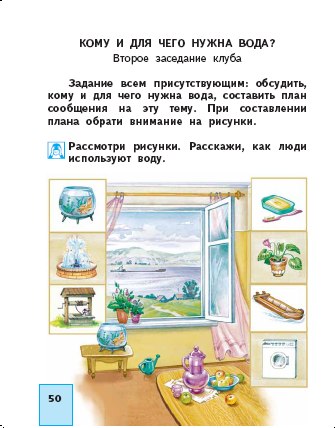 КОМУ И ДЛЯ ЧЕГО НУЖНА ВОДА?
Второе заседание клуба
Задание всем присутствующим: обсудить,
кому и для чего нужна вода, составить план
сообщения на эту тему. При составлении
плана обрати внимание на рисунки.
Рассмотри рисунки. Расскажи, как люди
используют воду.
50